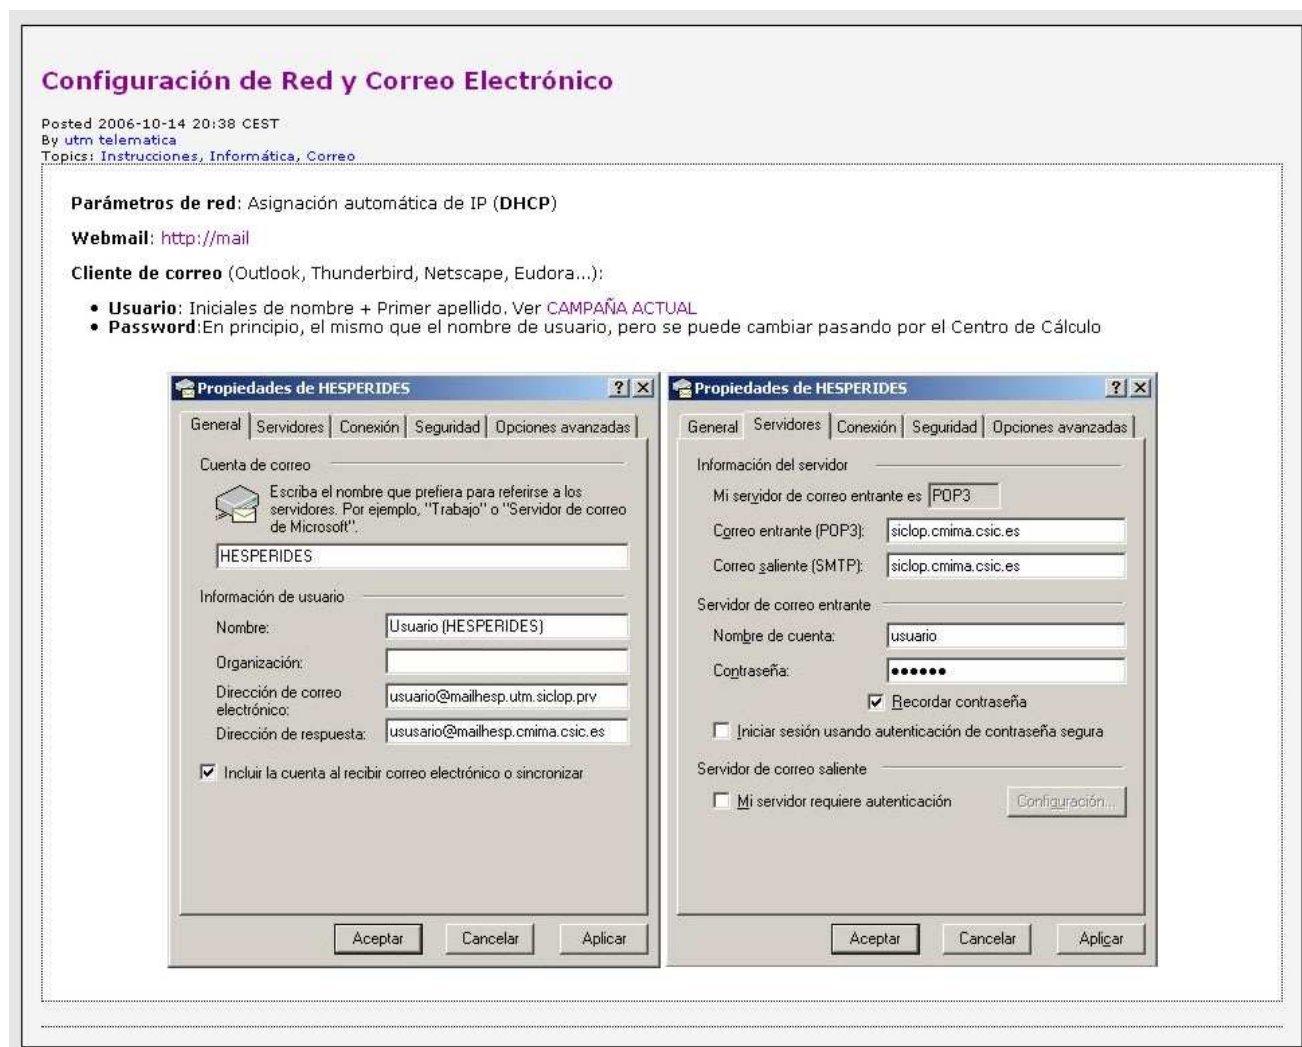 Configuración de Red y Correo Electrónico
Posted 2006-10-14 20:38 CEST
By utm telematica
Topics: Instrucciones, Informática, Correo
Parámetros de red: Asignación automática de IP (DHCP)
Webmail: http://mail
Cliente de correo (Outlook, Thunderbird, Netscape, Eudora...):
• Usuario: Iniciales de nombre + Primer apellido. Ver CAMPAÑA ACTUAL
• Password:En principio, el mismo que el nombre de usuario, pero se puede cambiar pasando por el Centro de Cálculo
Propiedades de HESPERIDES
General Servidores Conexión Seguridad Opciones avanzadas
Cuenta de correo
Escriba el nombre que prefiera para referirse a los
servidores. Por ejemplo, "Trabajo" o "Servidor de correo
de Microsoft".
HESPERIDES
Información de usuario
Nombre: Usuario (HESPERIDES)
Organización:
Dirección de correo
electrónico: usuario@mailhesp.utm.siclop.prv
Dirección de respuesta: ususario@mailhesp.cmima.csic.es
Incluir la cuenta al recibir correo electrónico o sincronizar
Aceptar Cancelar Aplicar
Propiedades de HESPERIDES
General Servidores Conexión Seguridad Opciones avanzadas
Información del servidor
Mi servidor de correo entrante es POP3
Correo entrante (POP3): siclop.cmima.csic.es
Correo saliente (SMTP): siclop.cmima.csic.es
Servidor de correo entrante
Nombre de cuenta: usuario
Contraseña: ••••••
Recordar contraseña
Iniciar sesión usando autenticación de contraseña segura
Servidor de correo saliente
Mi servidor requiere autenticación Configuración...
Aceptar Cancelar Aplicar